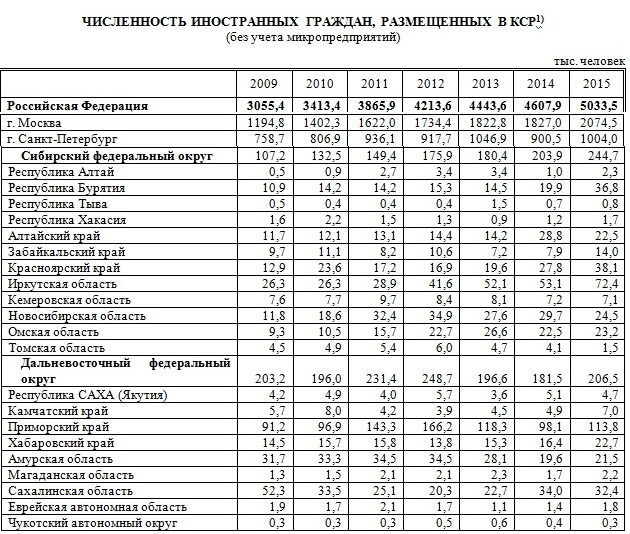 ЧИСЛЕННОСТЬ ИНОСТРАННЫХ ГРАЖДАН, РАЗМЕЩЕННЫХ В КСР1)
(без учета микропредприятий)
тыс. человек
2009 2010 2011 2012 2013 2014 2015
Российская Федерация 3055,4 3413,4 3865,9 4213,6 4443,6 4607,9 5033,5
г. Москва 1194,8 1402,3 1622,0 1734,4 1822,8 1827,0 2074,5
г. Санкт-Петербург 758,7 806,9 936,1 917,7 1046,9 900,5 1004,0
Сибирский федеральный округ 107,2 132,5 149,4 175,9 180,4 203,9 244,7
Республика Алтай 0,5 0,9 2,7 3,4 3,4 1,0 2,3
Республика Бурятия 10,9 14,2 14,2 15,3 14,5 19,9 36,8
Республика Тыва 0,5 0,4 0,4 0,4 1,5 0,7 0,8
Республика Хакасия 1,6 2,2 1,5 1,3 0,9 1,2 1,7
Алтайский край 11,7 12,1 13,1 14,4 14,2 28,8 22,5
Забайкальский край 9,7 11,1 8,2 10,6 7,2 7,9 14,0
Красноярский край 12,9 23,6 17,2 16,9 19,6 27,8 38,1
Иркутская область 26,3 26,3 28,9 41,6 52,1 53,1 72,4
Кемеровская область 7,6 7,7 9,7 8,4 8,1 7,2 7,1
Новосибирская область 11,8 18,6 32,4 34,9 27,6 29,7 24,5
Омская область 9,3 10,5 15,7 22,7 26,6 22,5 23,2
Томская область 4,5 4,9 5,4 6,0 4,7 4,1 1,5
Дальневосточный федеральный
округ 203,2 196,0 231,4 248,7 196,6 181,5 206,5
Республика САХА (Якутия) 4,2 4,9 4,0 5,7 3,6 5,1 4,7
Камчатский край 5,7 8,0 4,2 3,9 4,5 4,9 7,0
Приморский край 91,2 96,9 143,3 166,2 118,3 98,1 113,8
Хабаровский край 14,5 15,7 15,8 13,8 15,3 16,4 22,7
Амурская область 31,7 33,3 34,5 34,5 28,1 19,6 21,5
Магаданская область 1,3 1,5 2,1 2,1 2,3 1,7 2,2
Сахалинская область 52,3 33,5 25,1 20,3 22,7 34,0 32,4
Еврейская автономная область 1,9 1,7 2,1 1,7 1,1 1,4 1,8
Чукотский автономный округ 0,3 0,3 0,3 0,5 0,6 0,4 0,3